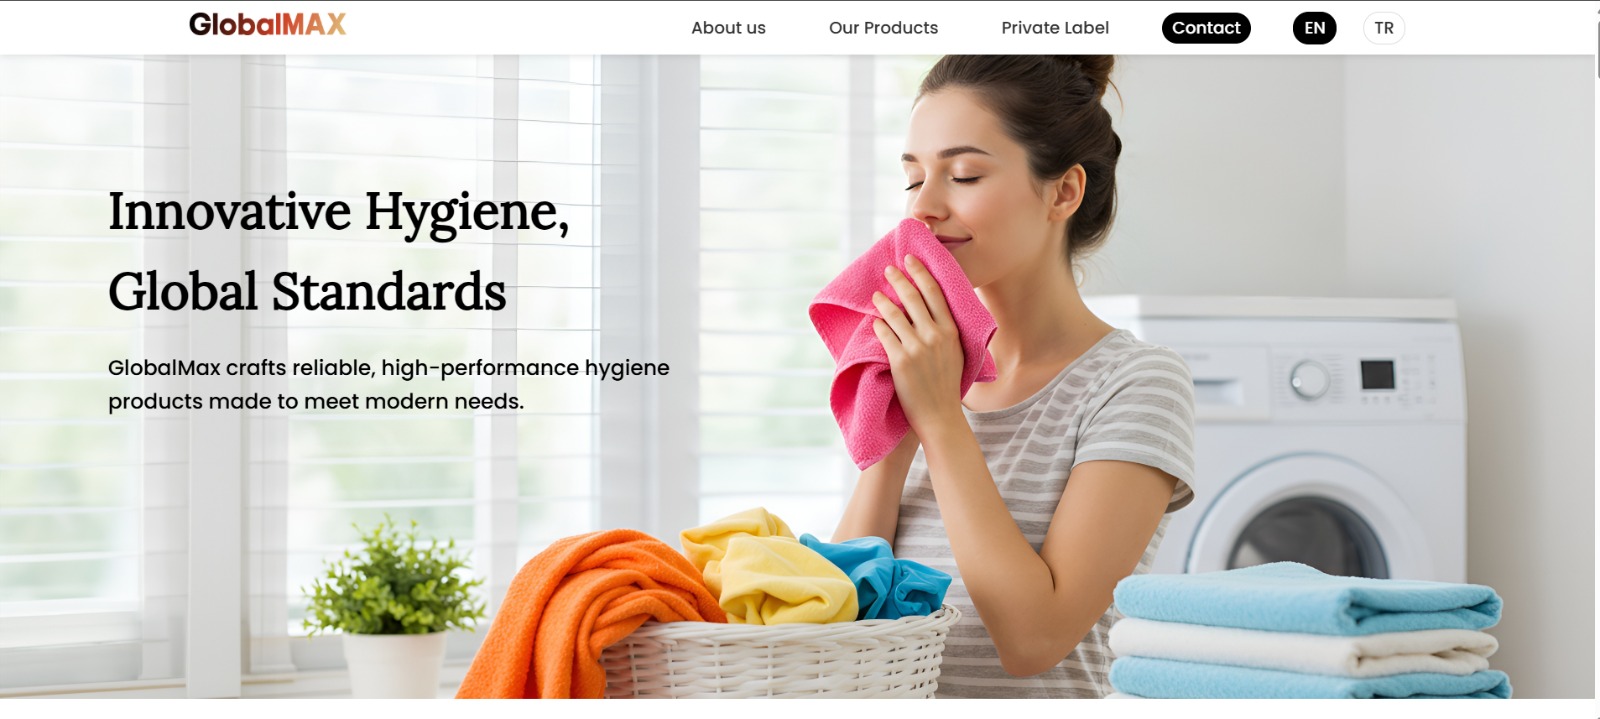 GlobalMAX
About us
Our Products
Private Label
Contact
EN
TR
Innovative Hygiene,
Global Standards
GlobalMax crafts reliable, high-performance hygiene
products made to meet modern needs.